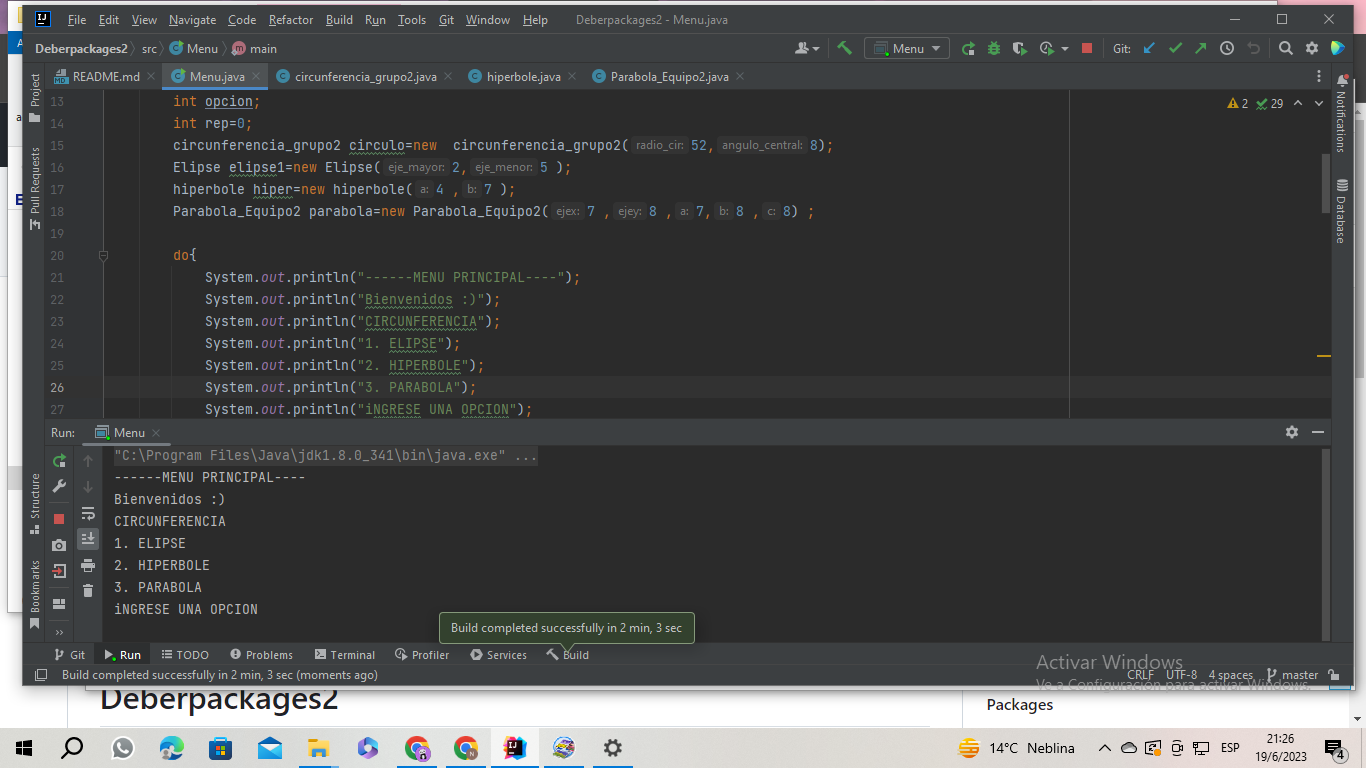 File Edit View Navigate Code Refactor Build Run Tools Git Window Help Deberpackages2 - Menu.java
Deberpackages2 src Menu main Menu Git:
README.md Menu.java circunferencia_grupo2.java hiperbole.java Parabola_Equipo2.java
Project
Pull Requests
Structure
Bookmarks
Notifications
Database
2 29
13 int opcion;
14 int rep=0;
15 circunferencia_grupo2 circulo=new circunferencia_grupo2( radio_cir: 52, angulo_central: 8);
16 Elipse elipse1=new Elipse( eje_mayor: 2, eje_menor: 5 );
17 hiperbole hiper=new hiperbole( a: 4 , b: 7 );
18 Parabola_Equipo2 parabola=new Parabola_Equipo2( ejex: 7 , ejey: 8 , a: 7, b: 8 , c: 8) ;
19
20 do{
21 System.out.println("------MENU PRINCIPAL----");
22 System.out.println("Bienvenidos :)");
23 System.out.println("CIRCUNFERENCIA");
24 System.out.println("1. ELIPSE");
25 System.out.println("2. HIPERBOLE");
26 System.out.println("3. PARABOLA");
27 System.out.println("iNGRESE UNA OPCION");
Run: Menu
"C:\Program Files\Java\jdk1.8.0_341\bin\java.exe" ...
------MENU PRINCIPAL----
Bienvenidos :)
CIRCUNFERENCIA
1. ELIPSE
2. HIPERBOLE
3. PARABOLA
iNGRESE UNA OPCION
Build completed successfully in 2 min, 3 sec
Git Run TODO Problems Terminal Profiler Services Build
Build completed successfully in 2 min, 3 sec (moments ago) CRLF UTF-8 4 spaces master
Activar Windows
Ve a Configuración para activar Windows.
Deberpackages2
Packages
14°C Neblina ESP 21:26
19/6/2023
4